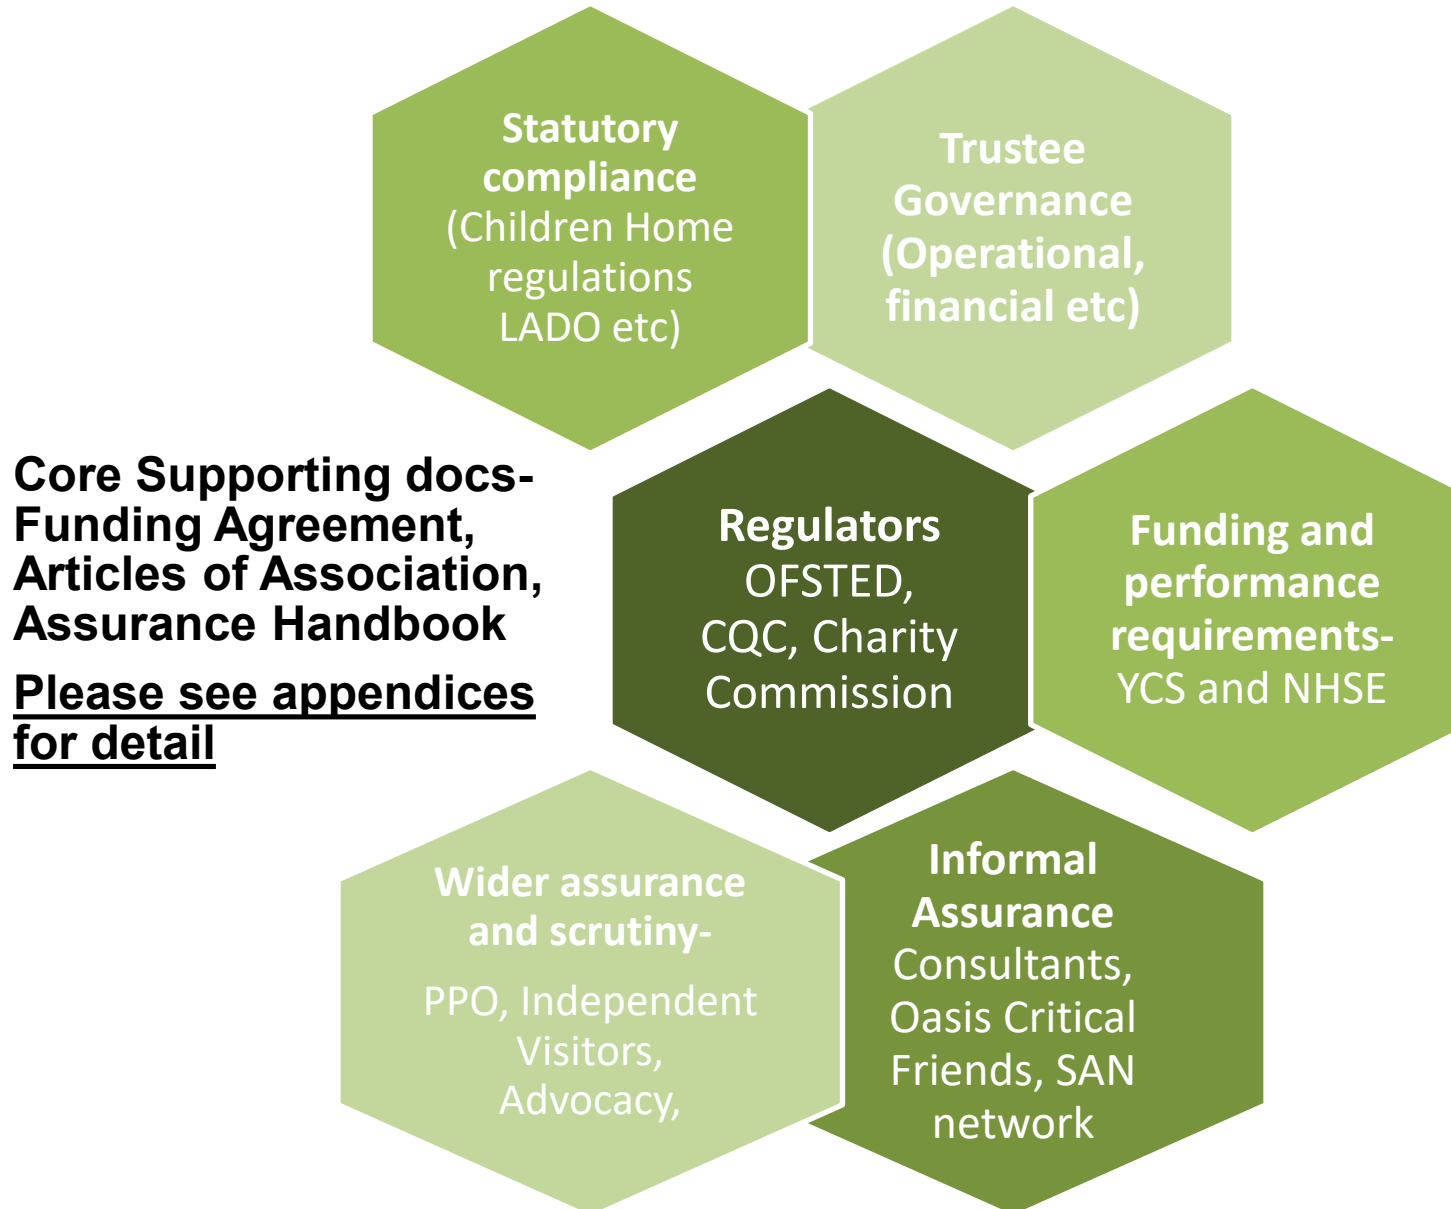 Statutory
compliance
(Children Home
regulations
LADO etc)
Trustee
Governance
(Operational,
financial etc)
Core Supporting docs-
Funding Agreement,
Articles of Association,
Assurance Handbook
Please see appendices
for detail
Regulators
OFSTED,
CQC, Charity
Commission
Funding and
performance
requirements-
YCS and NHSE
Wider assurance
and scrutiny-
PPO, Independent
Visitors,
Advocacy,
Informal
Assurance
Consultants,
Oasis Critical
Friends, SAN
network